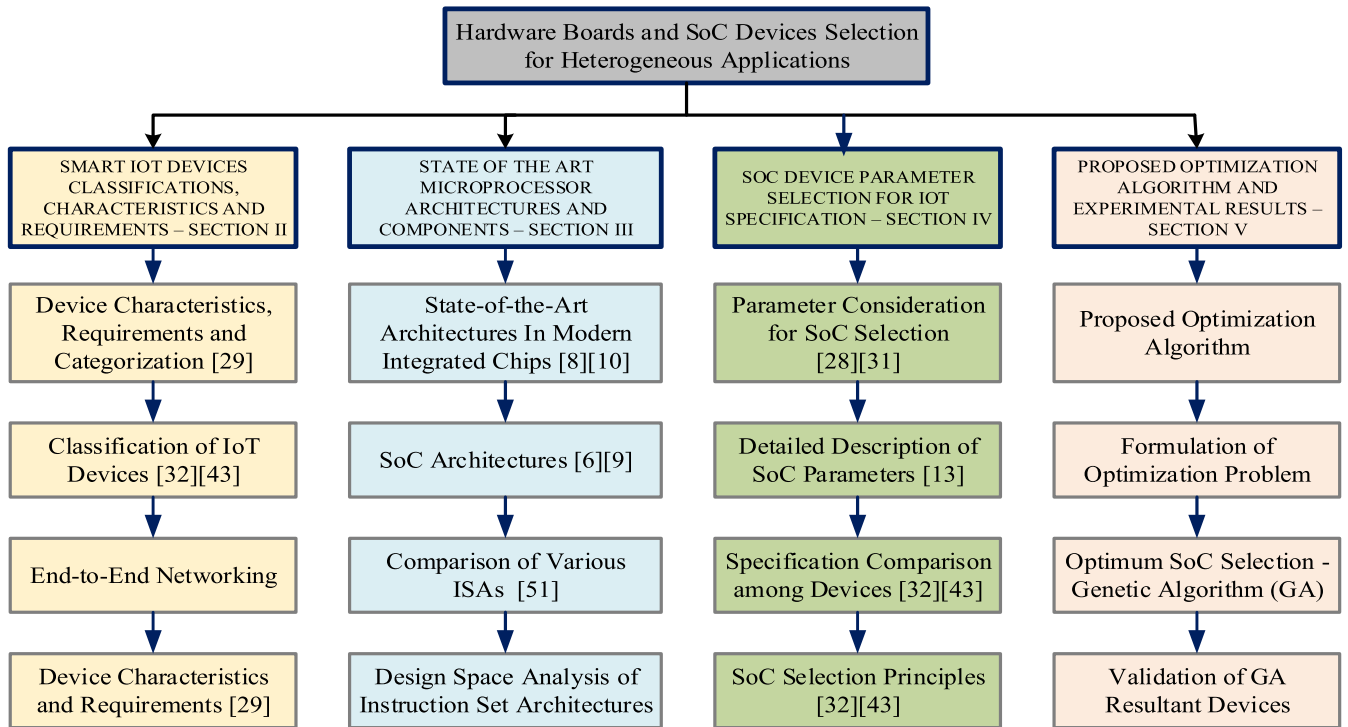 Hardware Boards and SoC Devices Selection
for Heterogeneous Applications
SMART IOT DEVICES
CLASSIFICATIONS,
CHARACTERISTICS AND
REQUIREMENTS – SECTION II
Device Characteristics,
Requirements and
Categorization [29]
Classification of IoT
Devices [32][43]
End-to-End Networking
Device Characteristics
and Requirements [29]
STATE OF THE ART
MICROPROCESSOR
ARCHITECTURES AND
COMPONENTS – SECTION III
State-of-the-Art
Architectures In Modern
Integrated Chips [8][10]
SoC Architectures [6][9]
Comparison of Various
ISAs [51]
Design Space Analysis of
Instruction Set Architectures
SOC DEVICE PARAMETER
SELECTION FOR IOT
SPECIFICATION – SECTION IV
Parameter Consideration
for SoC Selection
[28][31]
Detailed Description of
SoC Parameters [13]
Specification Comparison
among Devices [32][43]
SoC Selection Principles
[32][43]
PROPOSED OPTIMIZATION
ALGORITHM AND
EXPERIMENTAL RESULTS –
SECTION V
Proposed Optimization
Algorithm
Formulation of
Optimization Problem
Optimum SoC Selection -
Genetic Algorithm (GA)
Validation of GA
Resultant Devices